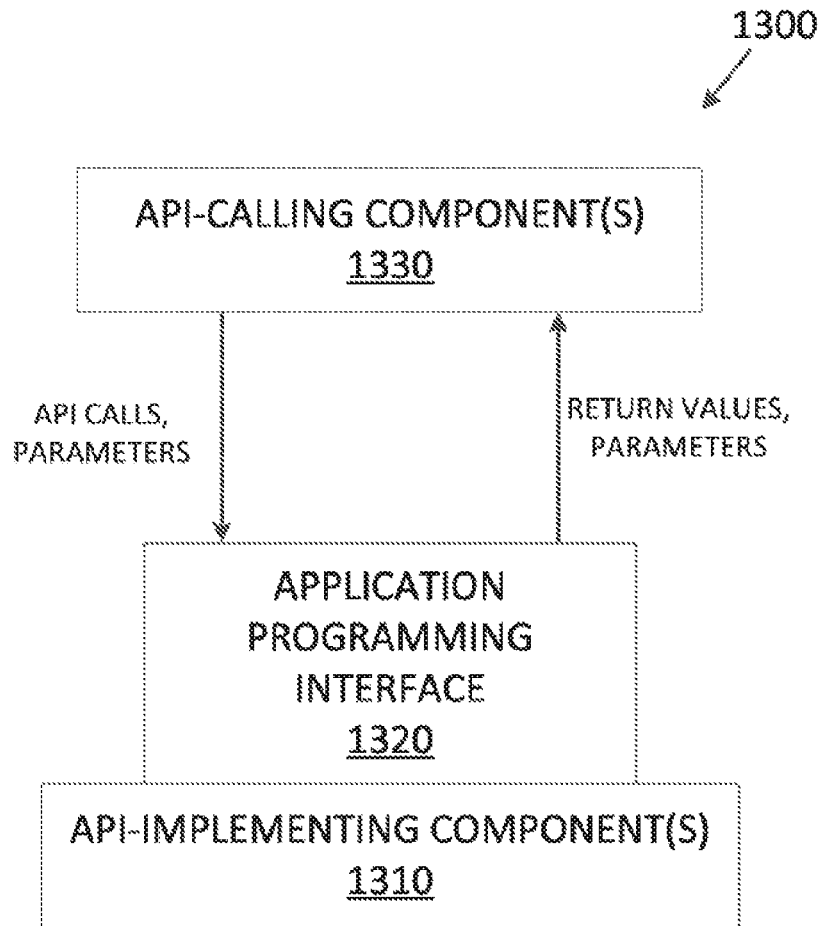 1300
API-CALLING COMPONENT(S)
1330
API CALLS,
PARAMETERS
RETURN VALUES,
PARAMETERS
APPLICATION
PROGRAMMING
INTERFACE
1320
API-IMPLEMENTING COMPONENT(S)
1310